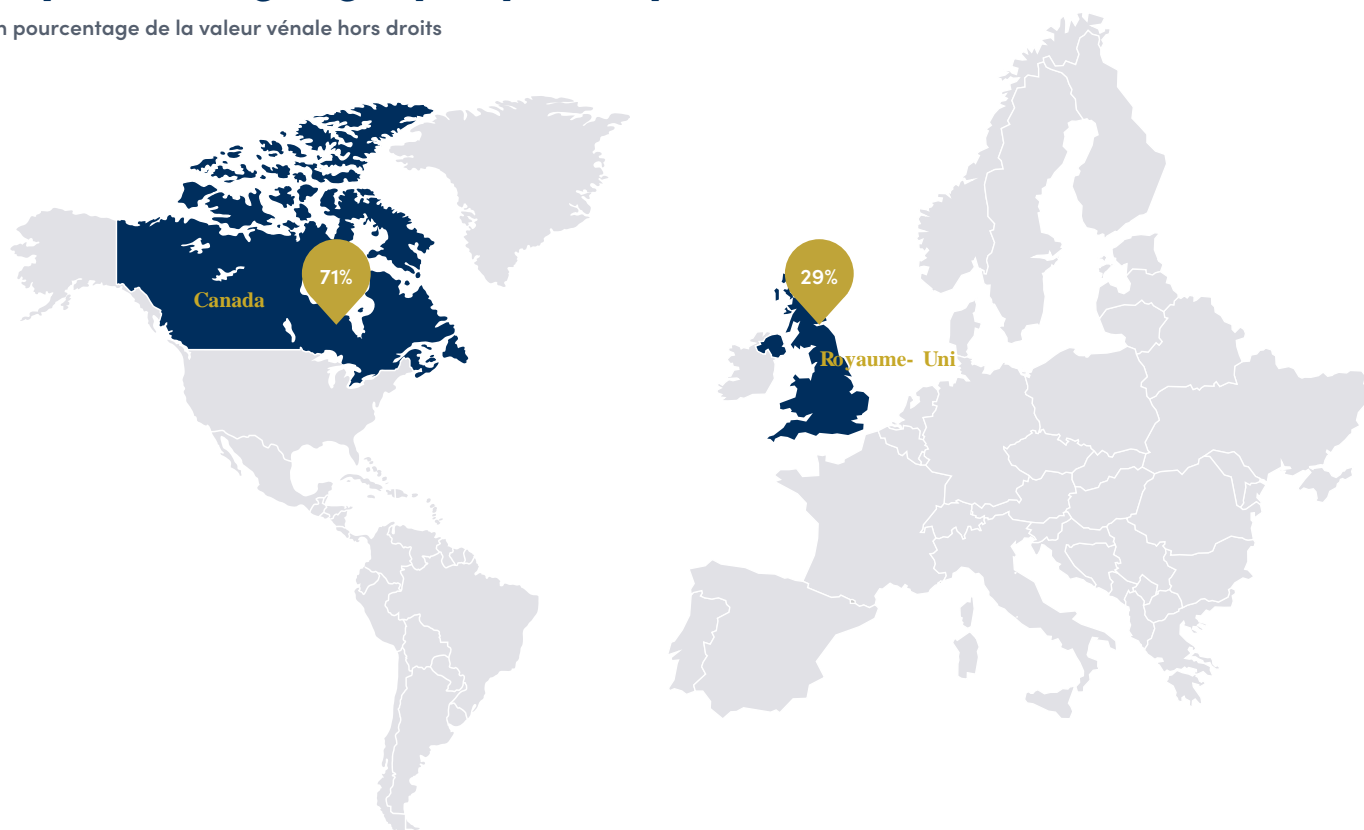 pourcentage de la valeur vénale hors droits
71%
29%
Canada
Royaume- Uni